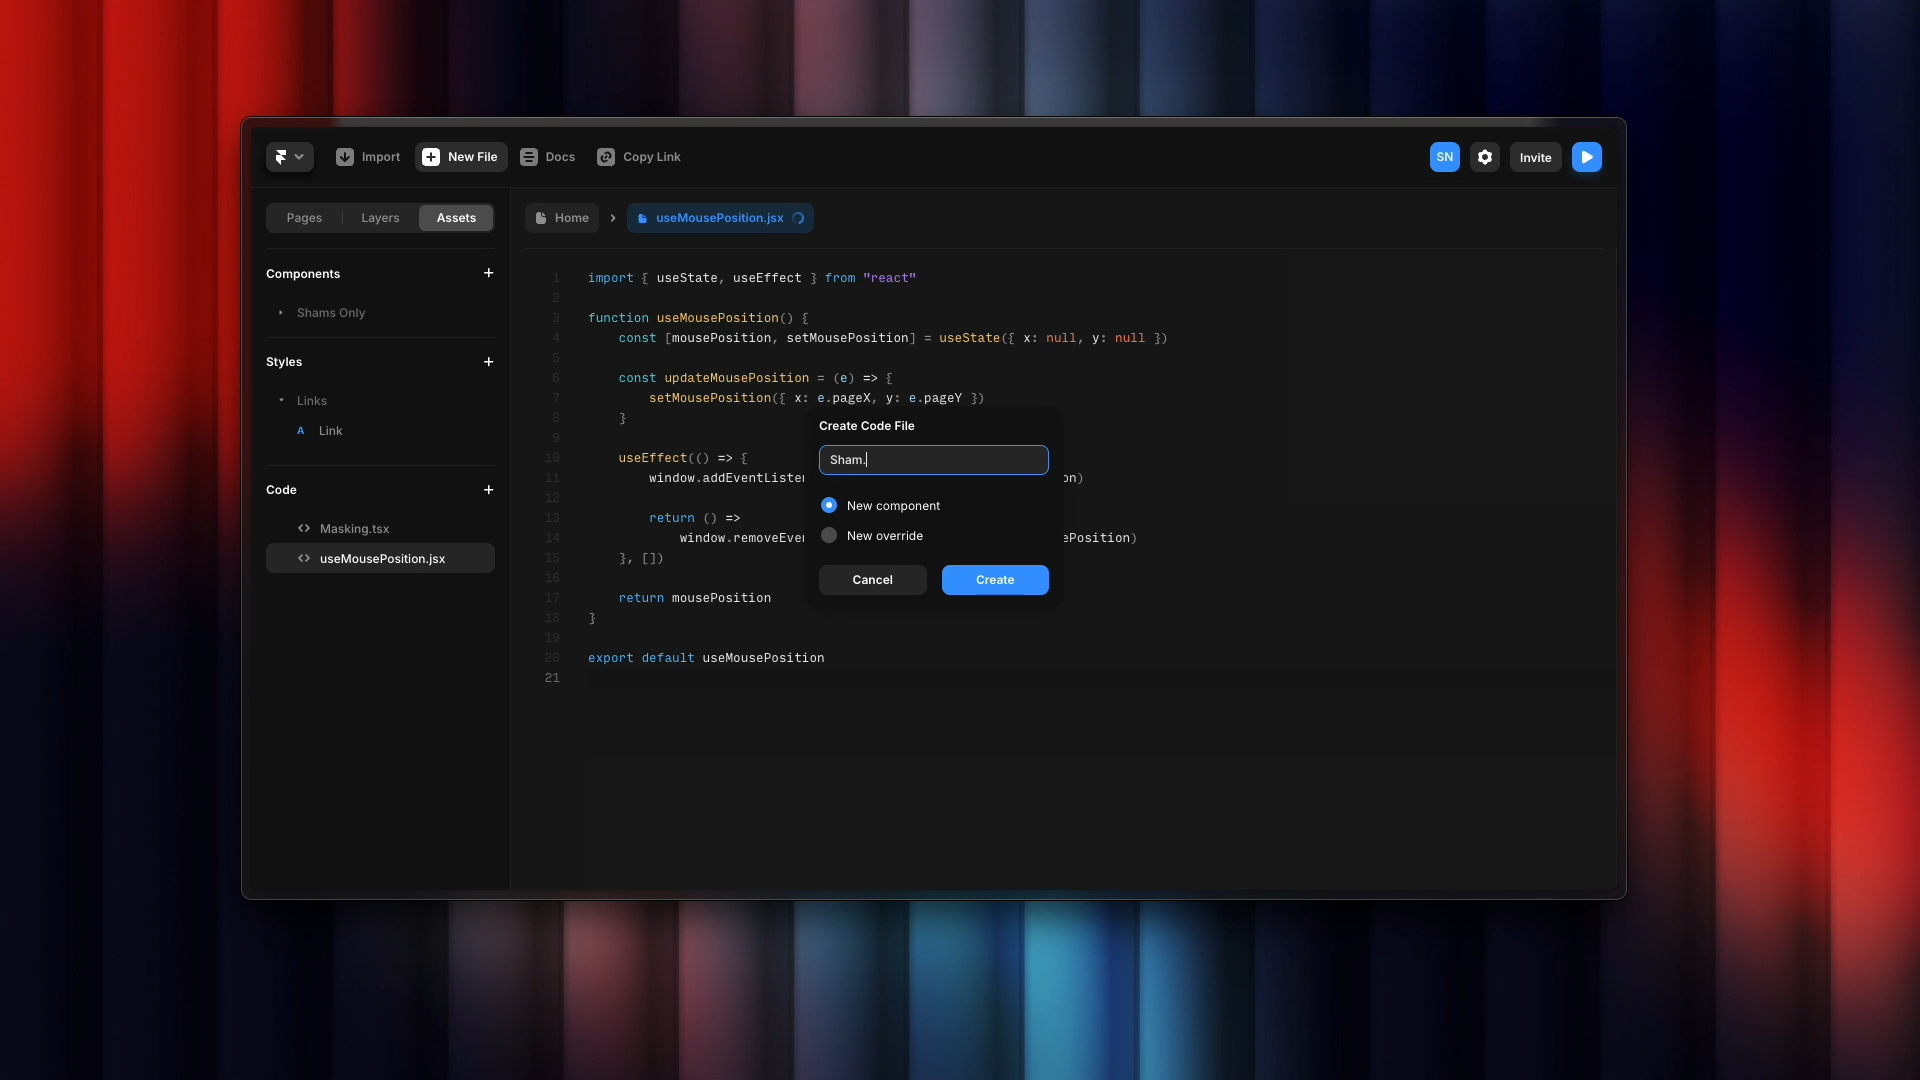 Import
New File
Docs
Copy Link
SN
Invite
Pages
Layers
Assets
Home
useMousePosition.jsx
Components
Shams Only
Styles
Links
A Link
Code
Masking.tsx
useMousePosition.jsx
1 import { useState, useEffect } from "react"
2
3 function useMousePosition() {
4 const [mousePosition, setMousePosition] = useState({ x: null, y: null })
5
6 const updateMousePosition = (e) => {
7 setMousePosition({ x: e.pageX, y: e.pageY })
8 }
9
10 useEffect(() => {
11 window.addEventListen on)
12
13 return () =>
14 window.removeEven ePosition)
15 }, [])
16
17 return mousePosition
18 }
19
20 export default useMousePosition
21
Create Code File
Sham.
New component
New override
Cancel
Create